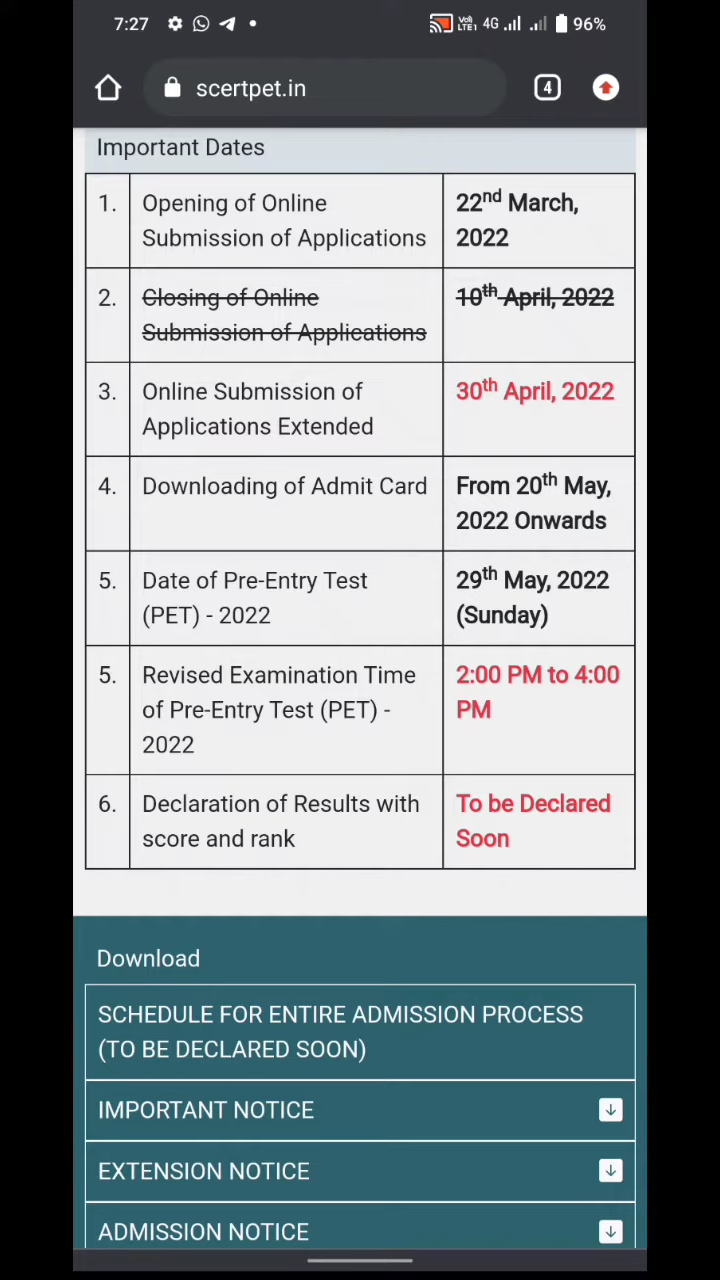 7:27
VoLTE1 4G 96%
scertpet.in
4
Important Dates
1. Opening of Online 22nd March,
Submission of Applications 2022
2. Closing of Online 10th April, 2022
Submission of Applications
3. Online Submission of 30th April, 2022
Applications Extended
4. Downloading of Admit Card From 20th May,
2022 Onwards
5. Date of Pre-Entry Test 29th May, 2022
(PET) - 2022 (Sunday)
5. Revised Examination Time 2:00 PM to 4:00
of Pre-Entry Test (PET) - PM
2022
6. Declaration of Results with To be Declared
score and rank Soon
Download
SCHEDULE FOR ENTIRE ADMISSION PROCESS
(TO BE DECLARED SOON)
IMPORTANT NOTICE
EXTENSION NOTICE
ADMISSION NOTICE